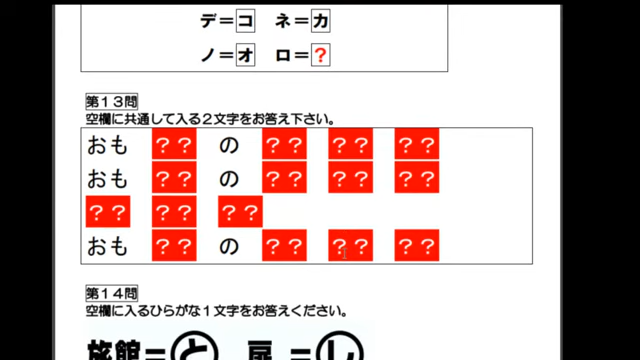 デ＝コ ネ＝カ
ノ＝オ ロ＝？
第１３問
空欄に共通して入る２文字をお答え下さい。
おも ？？ の ？？ ？？ ？？
おも ？？ の ？？ ？？ ？？
？？ ？？ ？？
おも ？？ の ？？ ？？ ？？
第１４問
空欄に入るひらがな１文字をお答えください。
旅館＝と 扉＝し